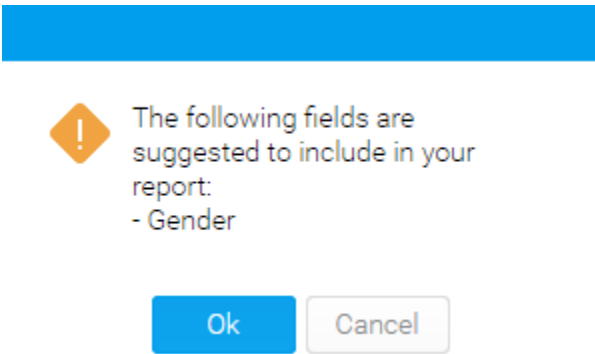 The following fields are
suggested to include in your
report:
- Gender
Ok Cancel